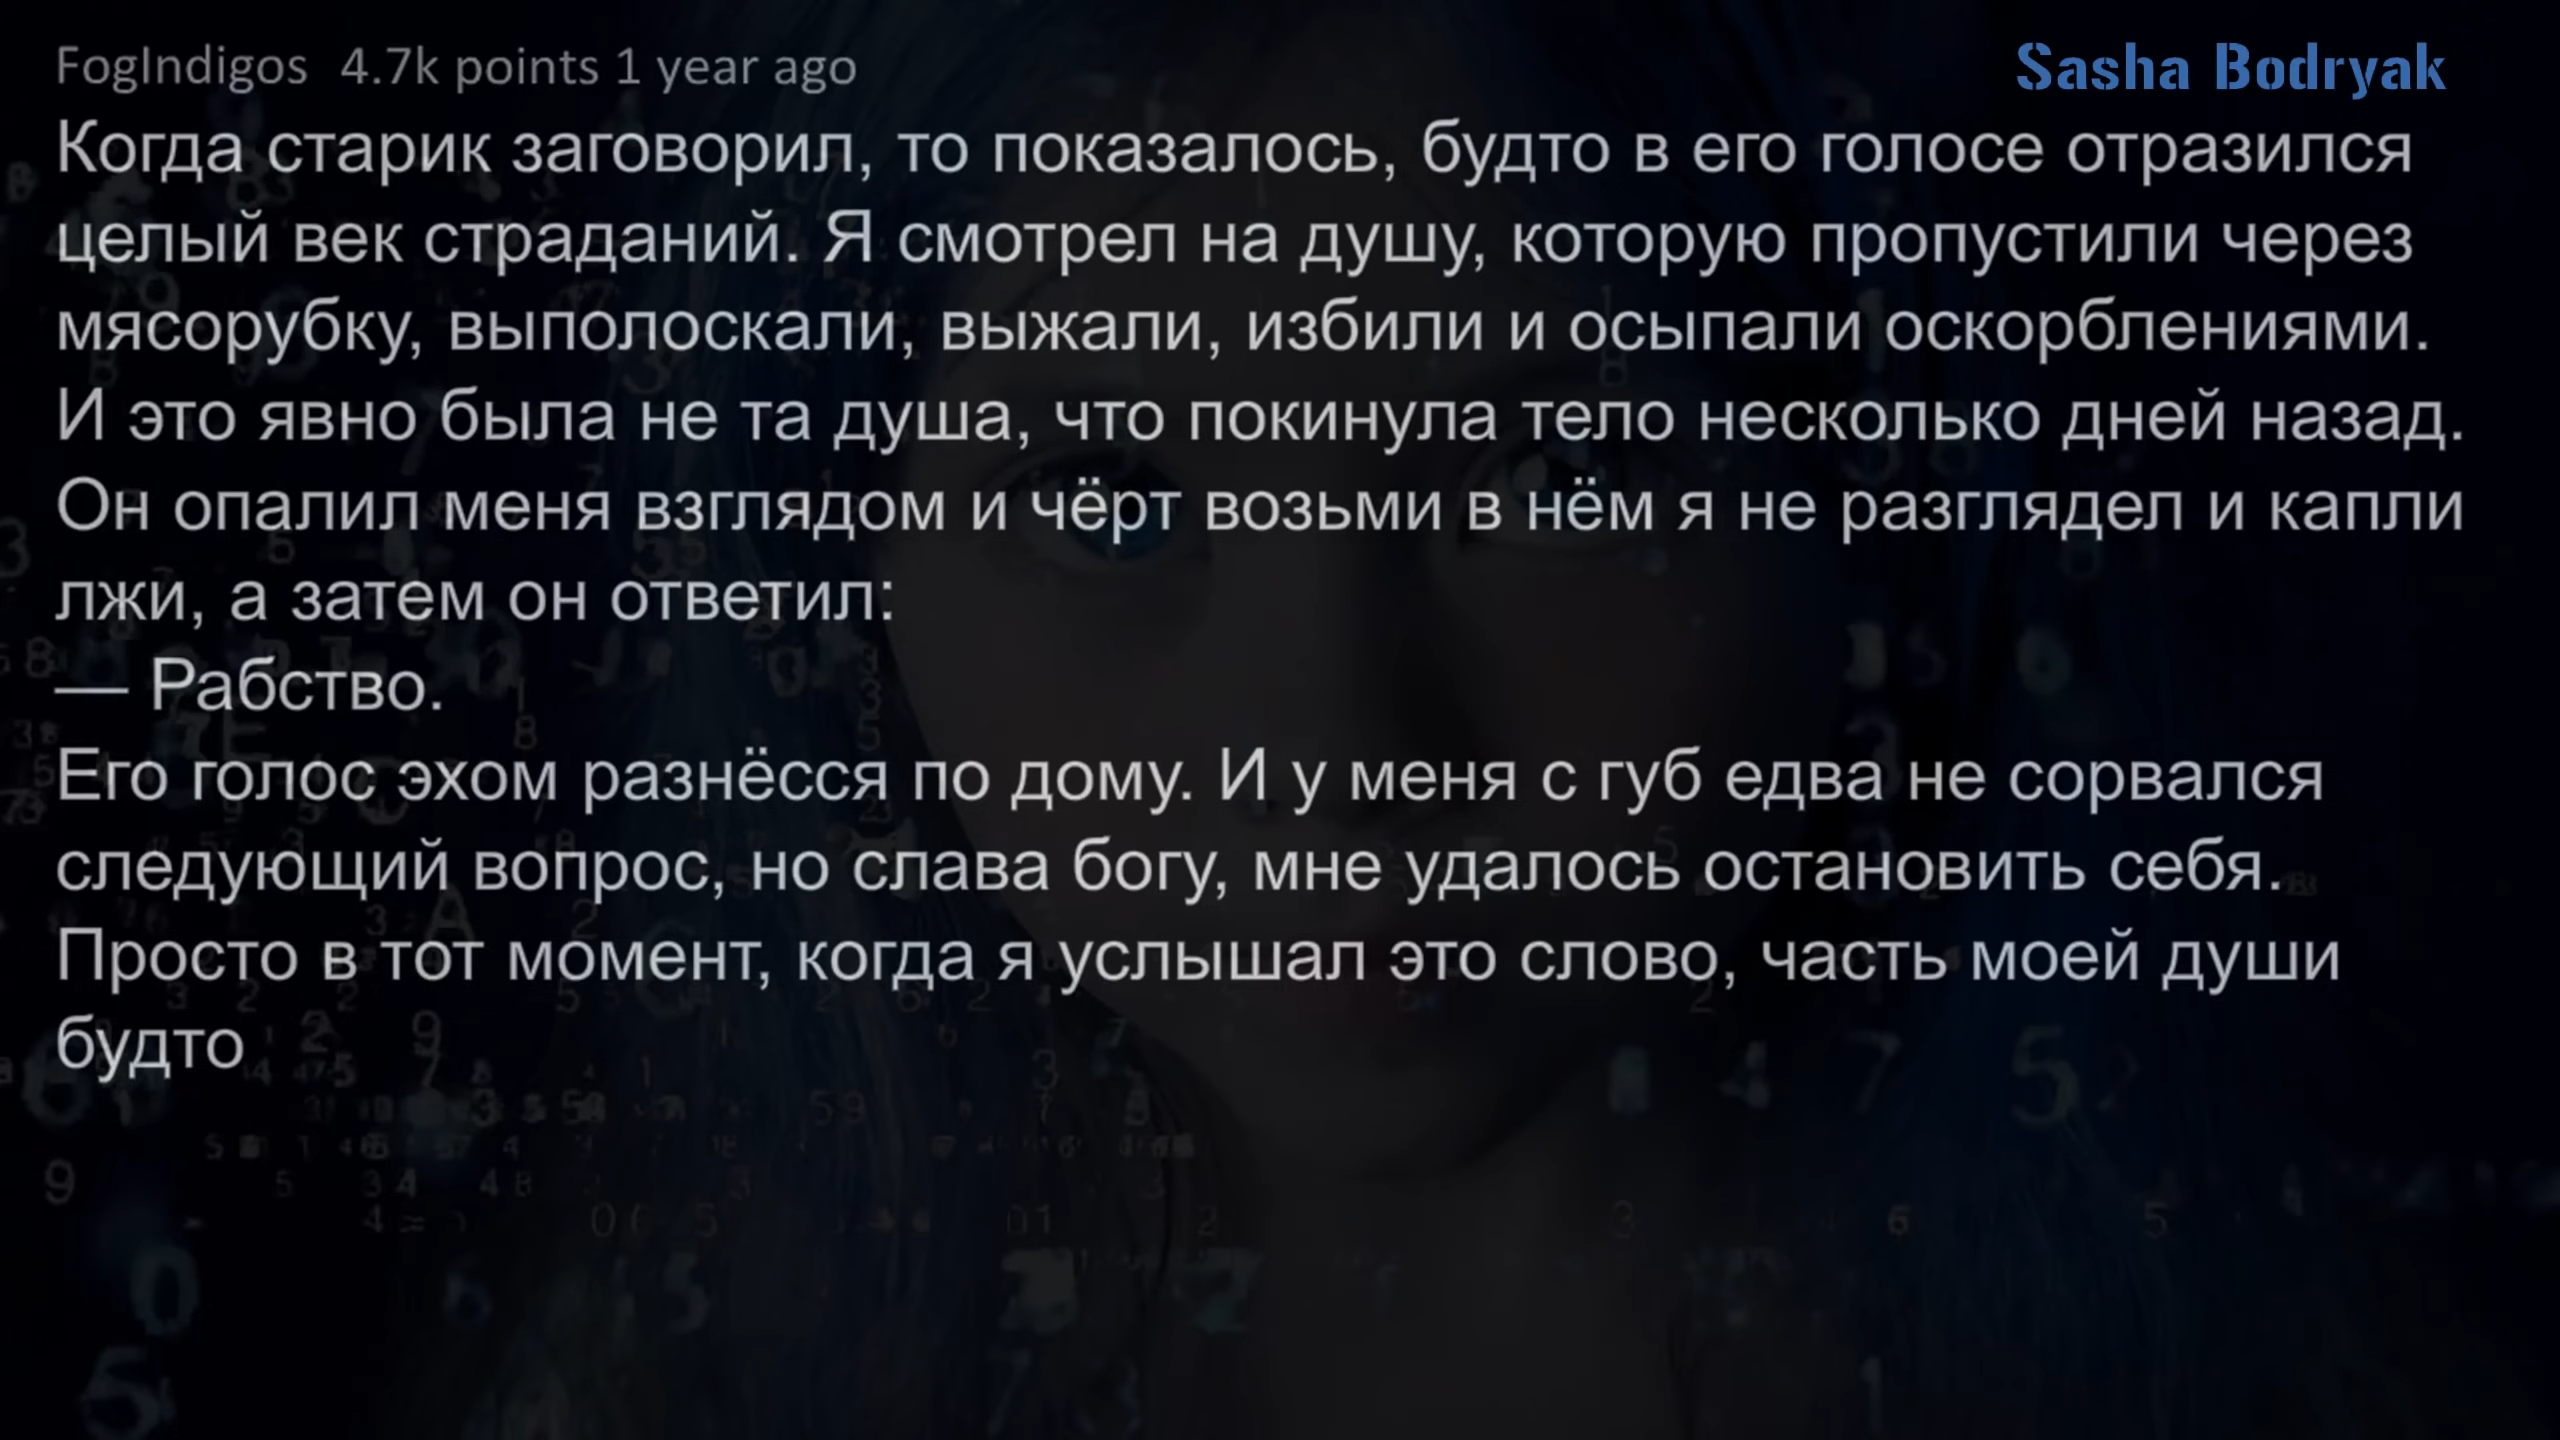 FogIndigos 4.7k points 1 year ago
Sasha Bodryak
Когда старик заговорил, то показалось, будто в его голосе отразился
целый век страданий. Я смотрел на душу, которую пропустили через
мясорубку, выполоскали, выжали, избили и осыпали оскорблениями.
И это явно была не та душа, что покинула тело несколько дней назад.
Он опалил меня взглядом и чёрт возьми в нём я не разглядел и капли
лжи, а затем он ответил:
— Рабство.
Его голос эхом разнёсся по дому. И у меня с губ едва не сорвался
следующий вопрос, но слава богу, мне удалось остановить себя.
Просто в тот момент, когда я услышал это слово, часть моей души
будто